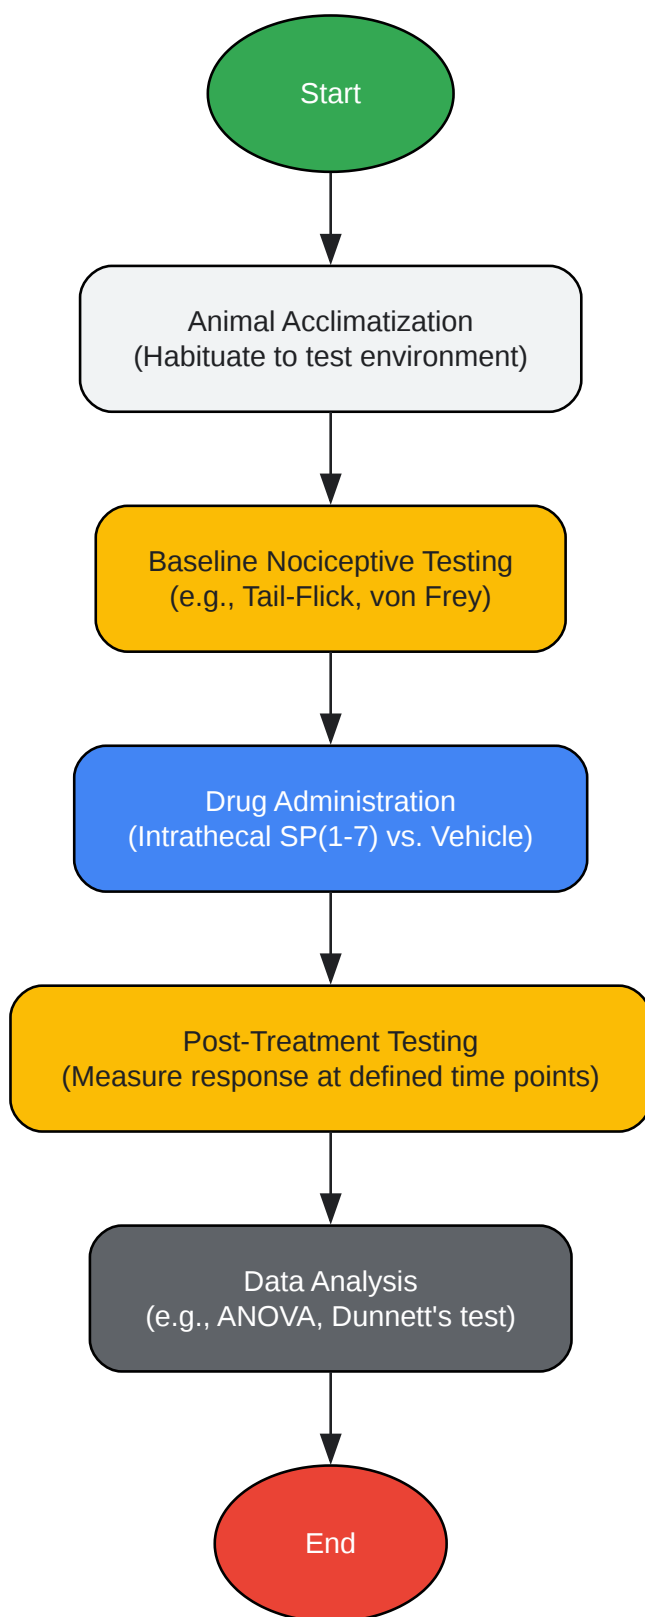 Start
Animal Acclimatization
(Habituate to test environment)
Baseline Nociceptive Testing
(e.g., Tail-Flick, von Frey)
Drug Administration
(Intrathecal SP(1-7) vs. Vehicle)
Post-Treatment Testing
(Measure response at defined time points)
Data Analysis
(e.g., ANOVA, Dunnett's test)
End